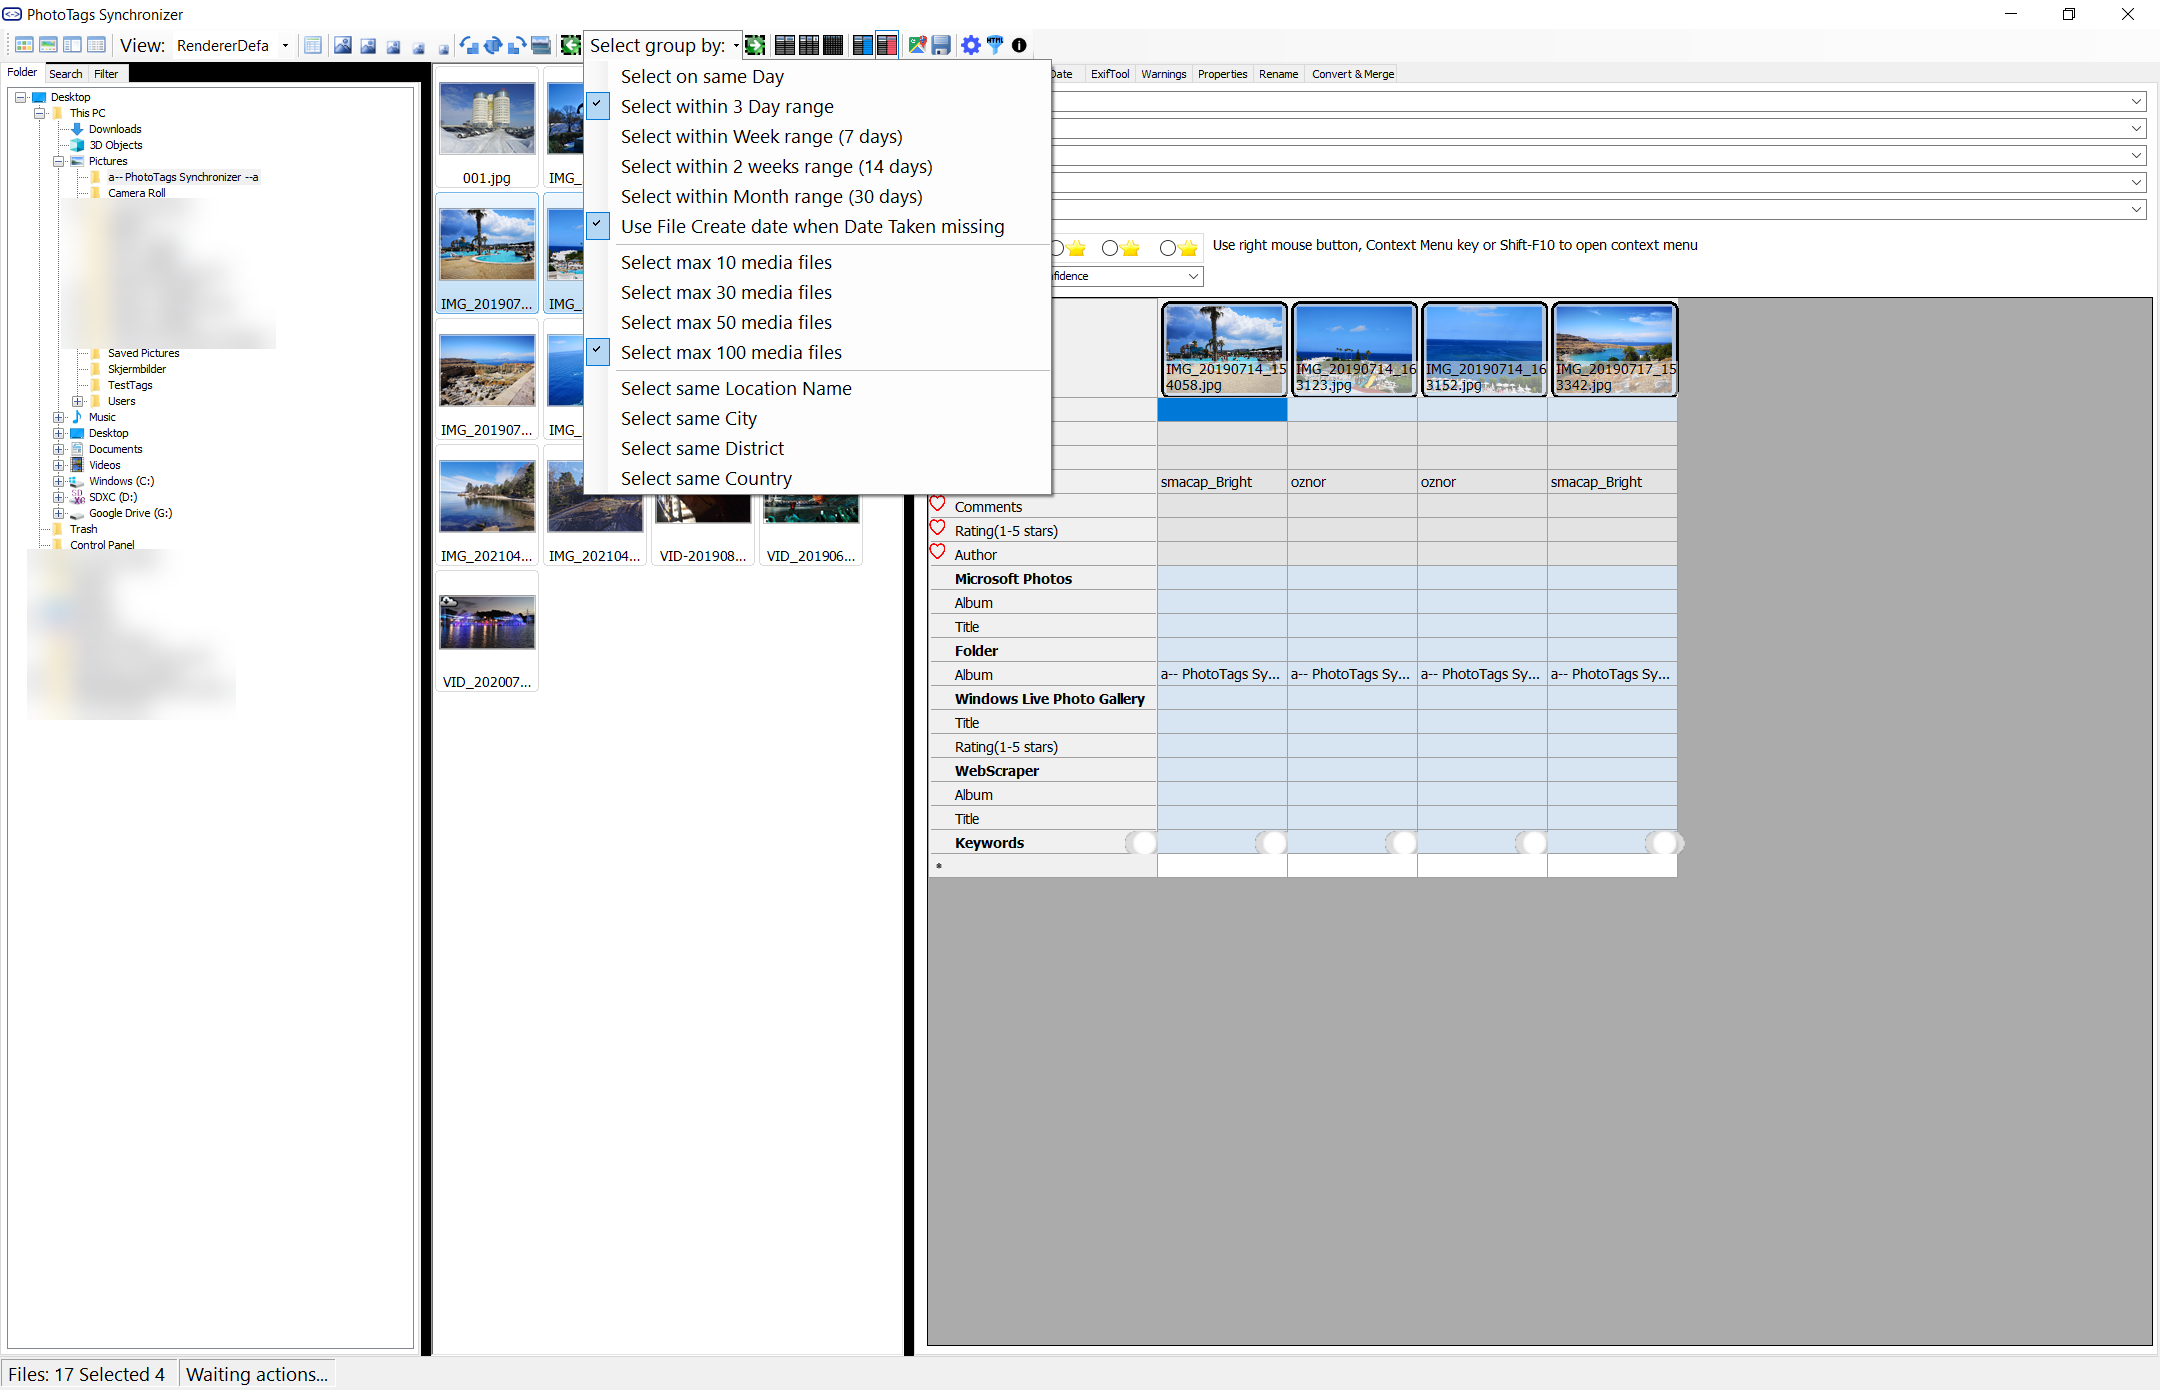 PhotoTags Synchronizer
View: RendererDefa
Select group by:
Folder Search Filter
Desktop
This PC
Downloads
3D Objects
Pictures
a-- PhotoTags Synchronizer --a
Camera Roll
Saved Pictures
Skjermbilder
TestTags
Users
Music
Desktop
Documents
Videos
Windows (C:)
SDXC (D:)
Google Drive (G:)
Trash
Control Panel
001.jpg
IMG_
IMG_201907...
IMG_
IMG_201907...
IMG_
IMG_202104...
IMG_202104...
VID-201908...
VID_201906...
VID_202007...
Select on same Day
Select within 3 Day range
Select within Week range (7 days)
Select within 2 weeks range (14 days)
Select within Month range (30 days)
Use File Create date when Date Taken missing
Select max 10 media files
Select max 30 media files
Select max 50 media files
Select max 100 media files
Select same Location Name
Select same City
Select same District
Select same Country
Date ExifTool Warnings Properties Rename Convert & Merge
Use right mouse button, Context Menu key or Shift-F10 to open context menu
fidence
IMG_20190714_15
4058.jpg
IMG_20190714_16
3123.jpg
IMG_20190714_16
3152.jpg
IMG_20190717_15
3342.jpg
smacap_Bright oznor oznor smacap_Bright
Comments
Rating(1-5 stars)
Author
Microsoft Photos
Album
Title
Folder
Album a-- PhotoTags Sy... a-- PhotoTags Sy... a-- PhotoTags Sy... a-- PhotoTags Sy...
Windows Live Photo Gallery
Title
Rating(1-5 stars)
WebScraper
Album
Title
Keywords
*
Files: 17 Selected 4 Waiting actions...